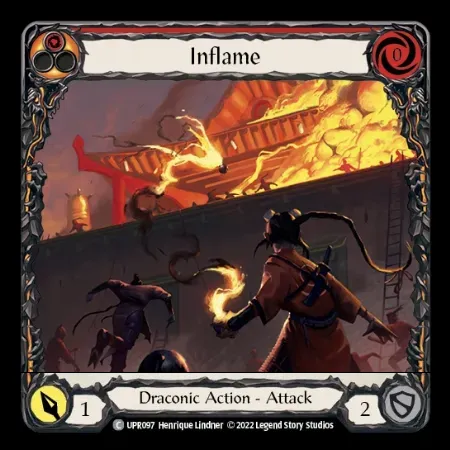 Inflame
0
1
Draconic Action - Attack
2
C UPR097 Henrique Lindner © 2022 Legend Story Studios